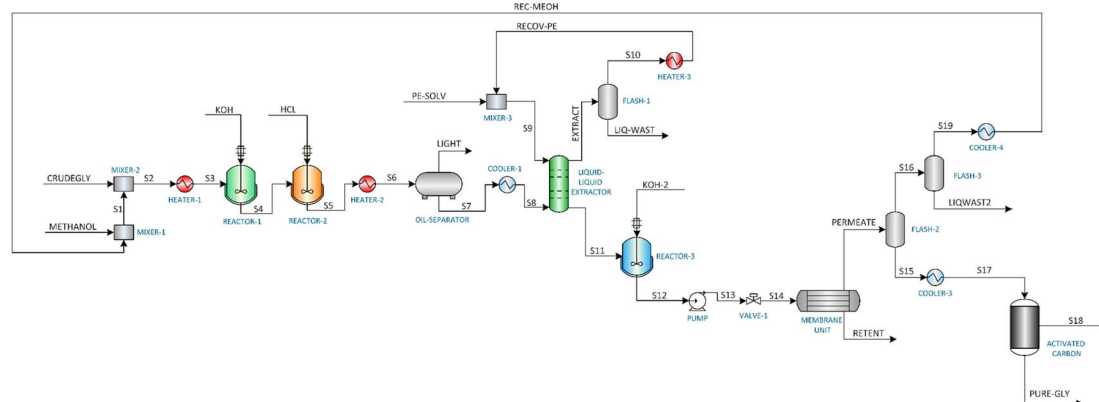 REC-MEOH
RECOV-PE
S10
HEATER-3
PE-SOLV
MIXER-3
S9
EXTRACT
FLASH-1
LIQ-WAST
KOH
HCL
LIGHT
CRUDEGLY
MIXER-2
S2
HEATER-1
S3
REACTOR-1
S4
REACTOR-2
S5
HEATER-2
S6
OIL-SEPARATOR
S7
COOLER-1
S8
LIQUID-
LIQUID
EXTRACTOR
S1
METHANOL
MIXER-1
S11
KOH-2
REACTOR-3
S12
PUMP
S13
VALVE-1
S14
MEMBRANE
UNIT
RETENT
PERMEATE
FLASH-2
S16
S19
COOLER-4
FLASH-3
LIQWAST2
S15
COOLER-3
S17
S18
ACTIVATED
CARBON
PURE-GLY